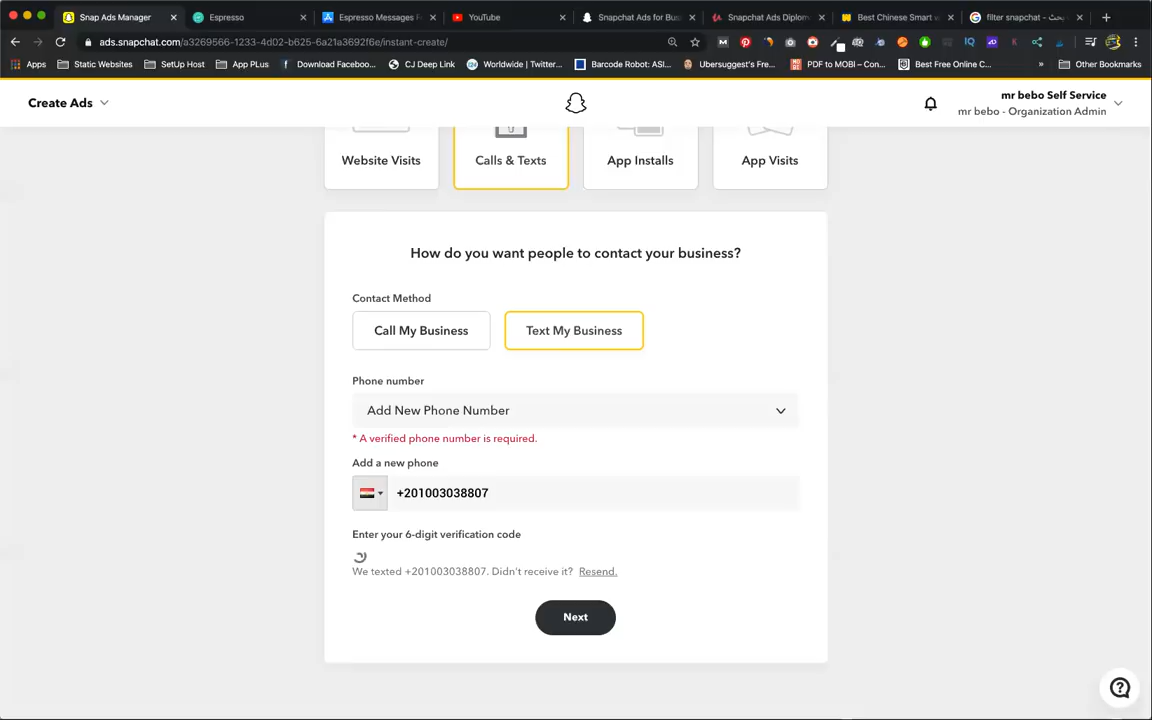 Snap Ads Manager
Espresso
Espresso Messages F
YouTube
Snapchat Ads for Bus
Snapchat Ads Diplom
Best Chinese Smart w
filter snapchat - بحث
ads.snapchat.com/a3269566-1233-4d02-b625-6a21a3692f6e/instant-create/
Apps
Static Websites
SetUp Host
App PLus
Download Faceboo...
CJ Deep Link
Worldwide | Twitter...
Barcode Robot: ASI...
Ubersuggest's Fre...
PDF to MOBI – Con...
Best Free Online C...
»
Other Bookmarks
Create Ads
mr bebo Self Service
mr bebo - Organization Admin
Website Visits
Calls & Texts
App Installs
App Visits
How do you want people to contact your business?
Contact Method
Call My Business
Text My Business
Phone number
Add New Phone Number
* A verified phone number is required.
Add a new phone
+201003038807
Enter your 6-digit verification code
We texted +201003038807. Didn't receive it? Resend.
Next